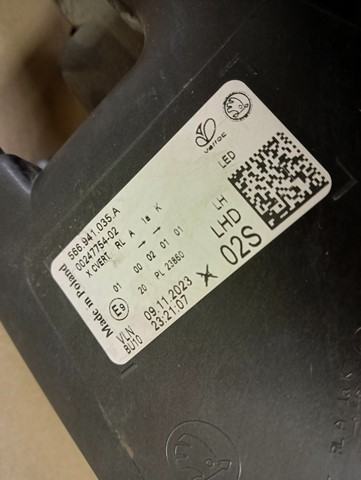 Made in Poland
566.941.035.A
00247754-02
X CVERT RL A 1a K
→ →
01 00 02 01 01
E9
20 PL 23860
VLN
BU10
09.11.2023
23:21:07
Valeo
LED
LH
LHD
02S